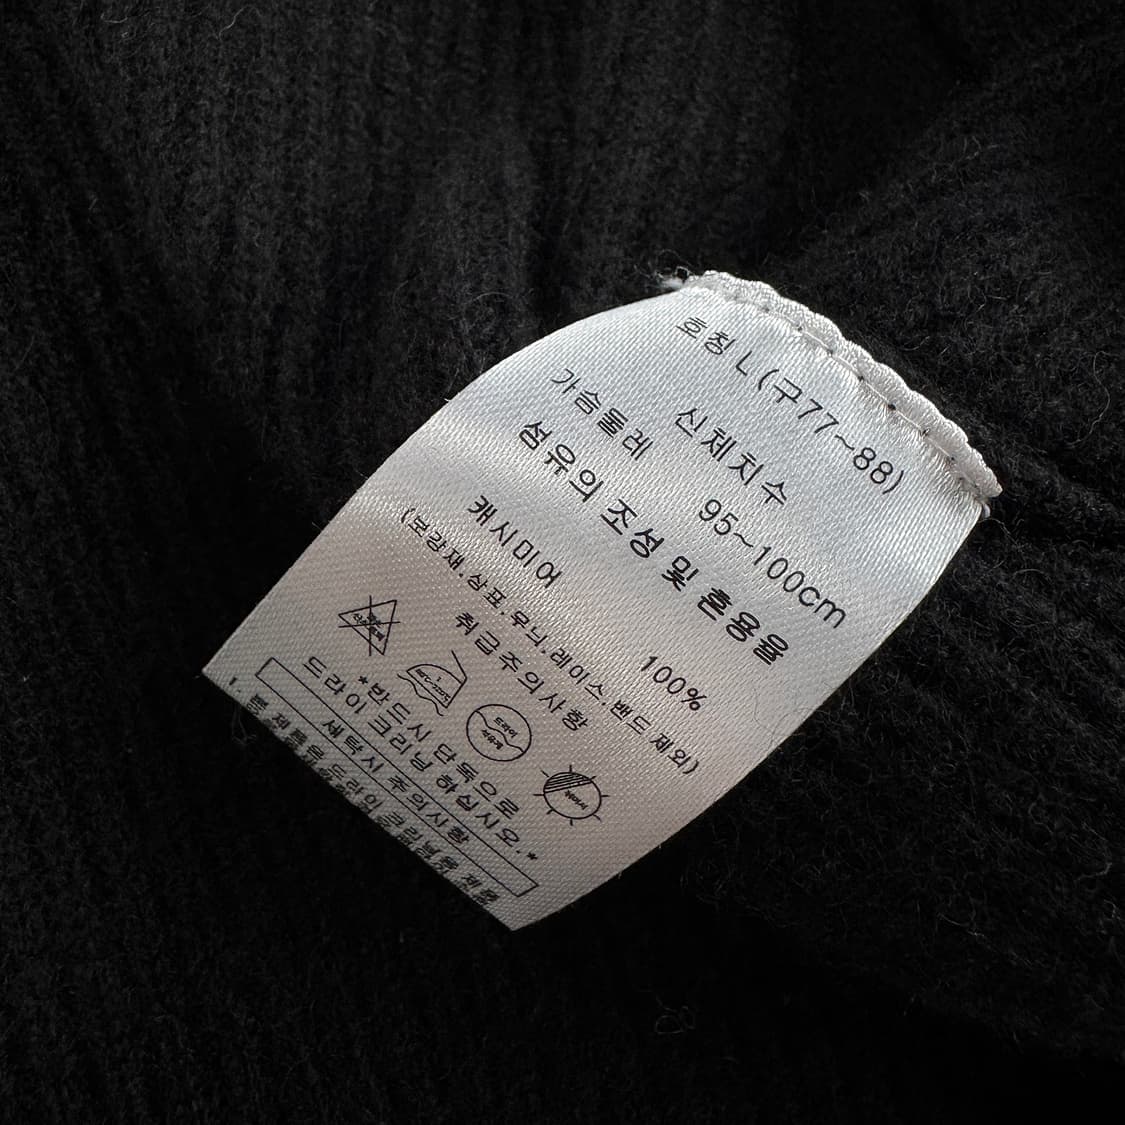 호칭 L (구77~88)
신체치수
가슴둘레 95~100cm
섬유의 조성 및 혼용율
캐시미어 100%
(보강재.상표.무늬.레이스.밴드 제외)
취급주의사항
*반드시 단독으로
드라이크리닝 하십시오.*
세탁시 주의사항